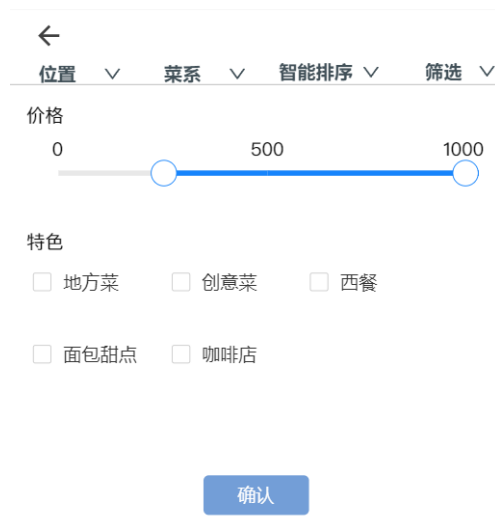 位置 菜系 智能排序 筛选
价格
0 500 1000
特色
地方菜 创意菜 西餐
面包甜点 咖啡店
确认